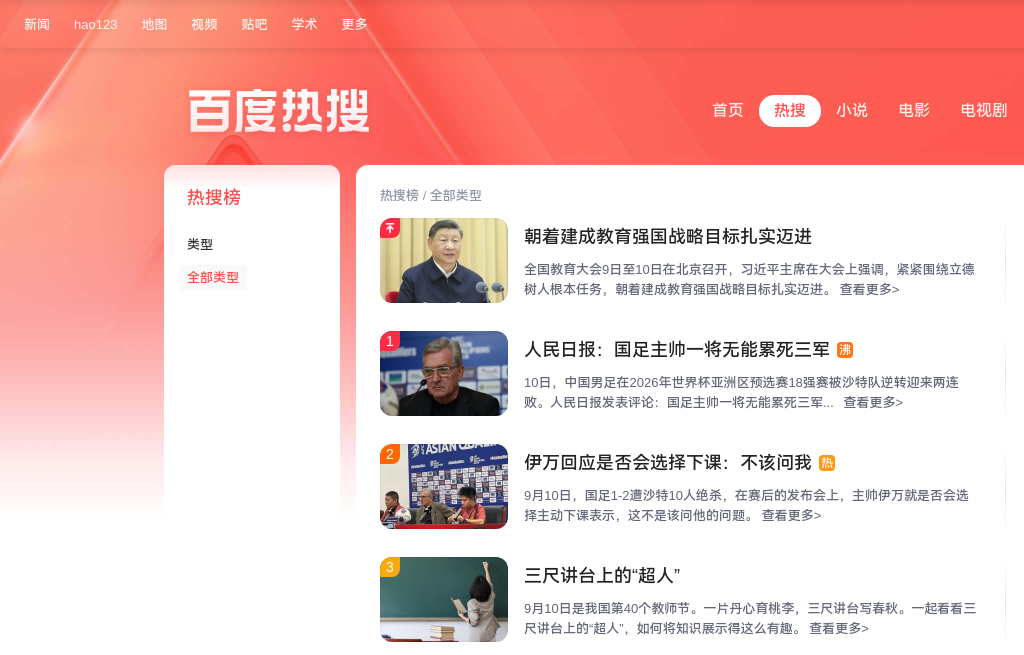 新闻 hao123 地图 视频 贴吧 学术 更多
百度热搜
首页 热搜 小说 电影 电视剧
热搜榜
类型
全部类型
热搜榜 / 全部类型
朝着建成教育强国战略目标扎实迈进
全国教育大会9日至10日在北京召开，习近平主席在大会上强调，紧紧围绕立德
树人根本任务，朝着建成教育强国战略目标扎实迈进。 查看更多>
1
人民日报：国足主帅一将无能累死三军 沸
10日，中国男足在2026年世界杯亚洲区预选赛18强赛被沙特队逆转迎来两连
败。人民日报发表评论：国足主帅一将无能累死三军... 查看更多>
2
伊万回应是否会选择下课：不该问我 热
9月10日，国足1-2遭沙特10人绝杀，在赛后的发布会上，主帅伊万就是否会选
择主动下课表示，这不是该问他的问题。 查看更多>
3
三尺讲台上的“超人”
9月10日是我国第40个教师节。一片丹心育桃李，三尺讲台写春秋。一起看看三
尺讲台上的“超人”，如何将知识展示得这么有趣。 查看更多>